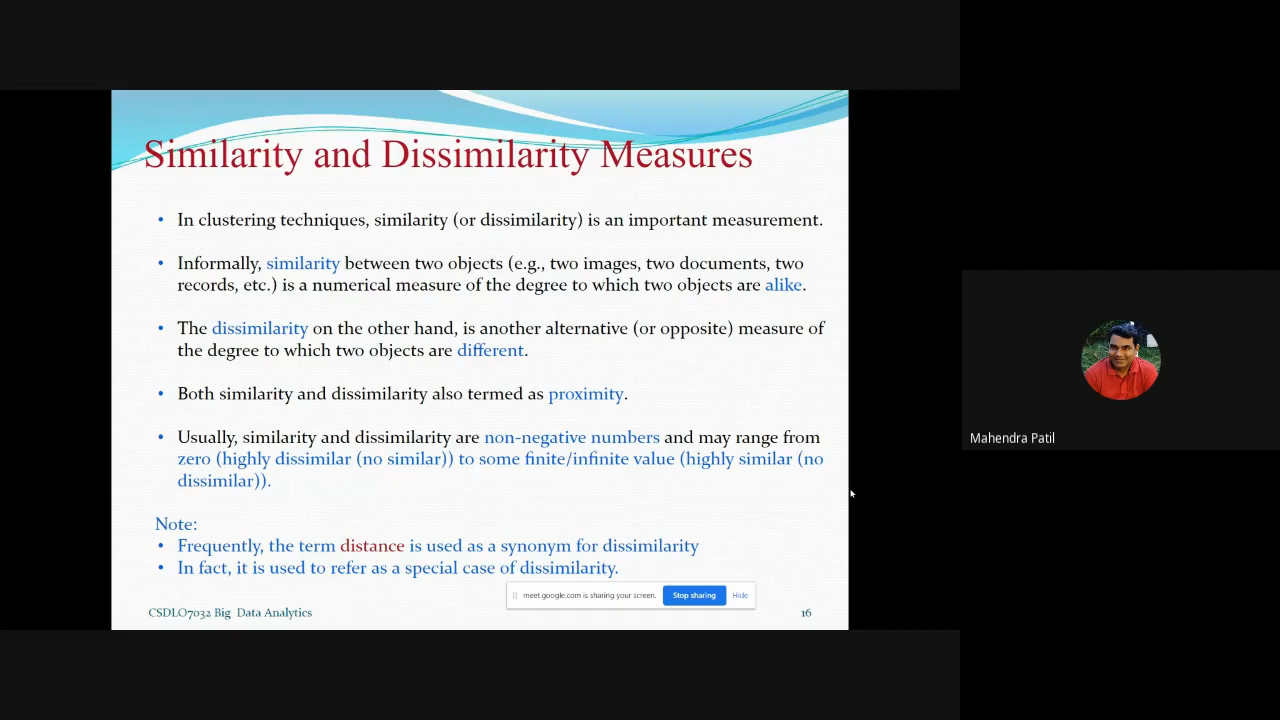 Similarity and Dissimilarity Measures
• In clustering techniques, similarity (or dissimilarity) is an important measurement.
• Informally, similarity between two objects (e.g., two images, two documents, two
records, etc.) is a numerical measure of the degree to which two objects are alike.
• The dissimilarity on the other hand, is another alternative (or opposite) measure of
the degree to which two objects are different.
• Both similarity and dissimilarity also termed as proximity.
• Usually, similarity and dissimilarity are non-negative numbers and may range from
zero (highly dissimilar (no similar)) to some finite/infinite value (highly similar (no
dissimilar)).
Note:
• Frequently, the term distance is used as a synonym for dissimilarity
• In fact, it is used to refer as a special case of dissimilarity.
meet.google.com is sharing your screen. Stop sharing Hide
CSDLO7032 Big Data Analytics 16
Mahendra Patil